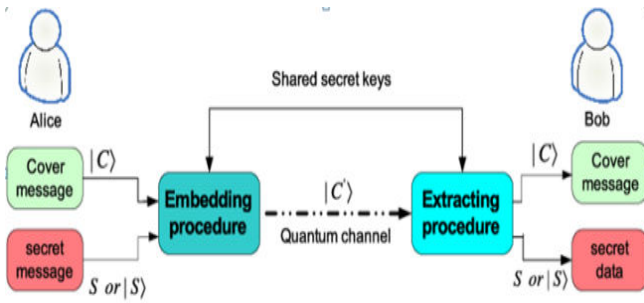 Shared secret keys
Alice
Bob
Cover
message
|C⟩
secret
message
S or|S⟩
Embedding
procedure
|C'⟩
Quantum channel
Extracting
procedure
|C⟩
Cover
message
S or|S⟩
secret
data